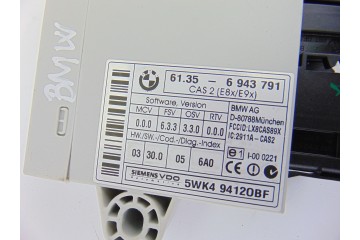 BMW
61.35 - 6 943 791
CAS 2 (E8x/E9x)
Software, Version
MCV FSV OSV RTV
0.0.0 6.3.3 3.3.0 0.0.0
HW./SW.-/Cod.-/Diag.-Index
03 30.0 05 6A0
BMW AG
D-80788München
FCCID:LX8CAS89X
IC:2911A-CAS2
I-00 0221
SIEMENS VDO
5WK4 94120BF